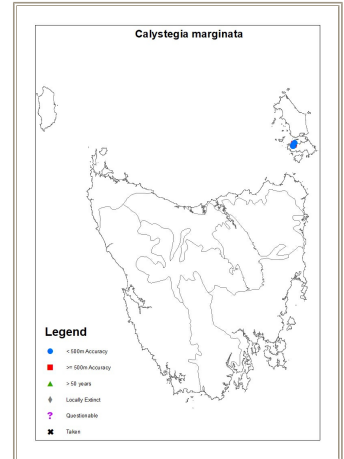 Calystegia marginata
Legend
< 500m Accuracy
>= 500m Accuracy
> 50 years
Locally Extinct
? Questionable
Taken